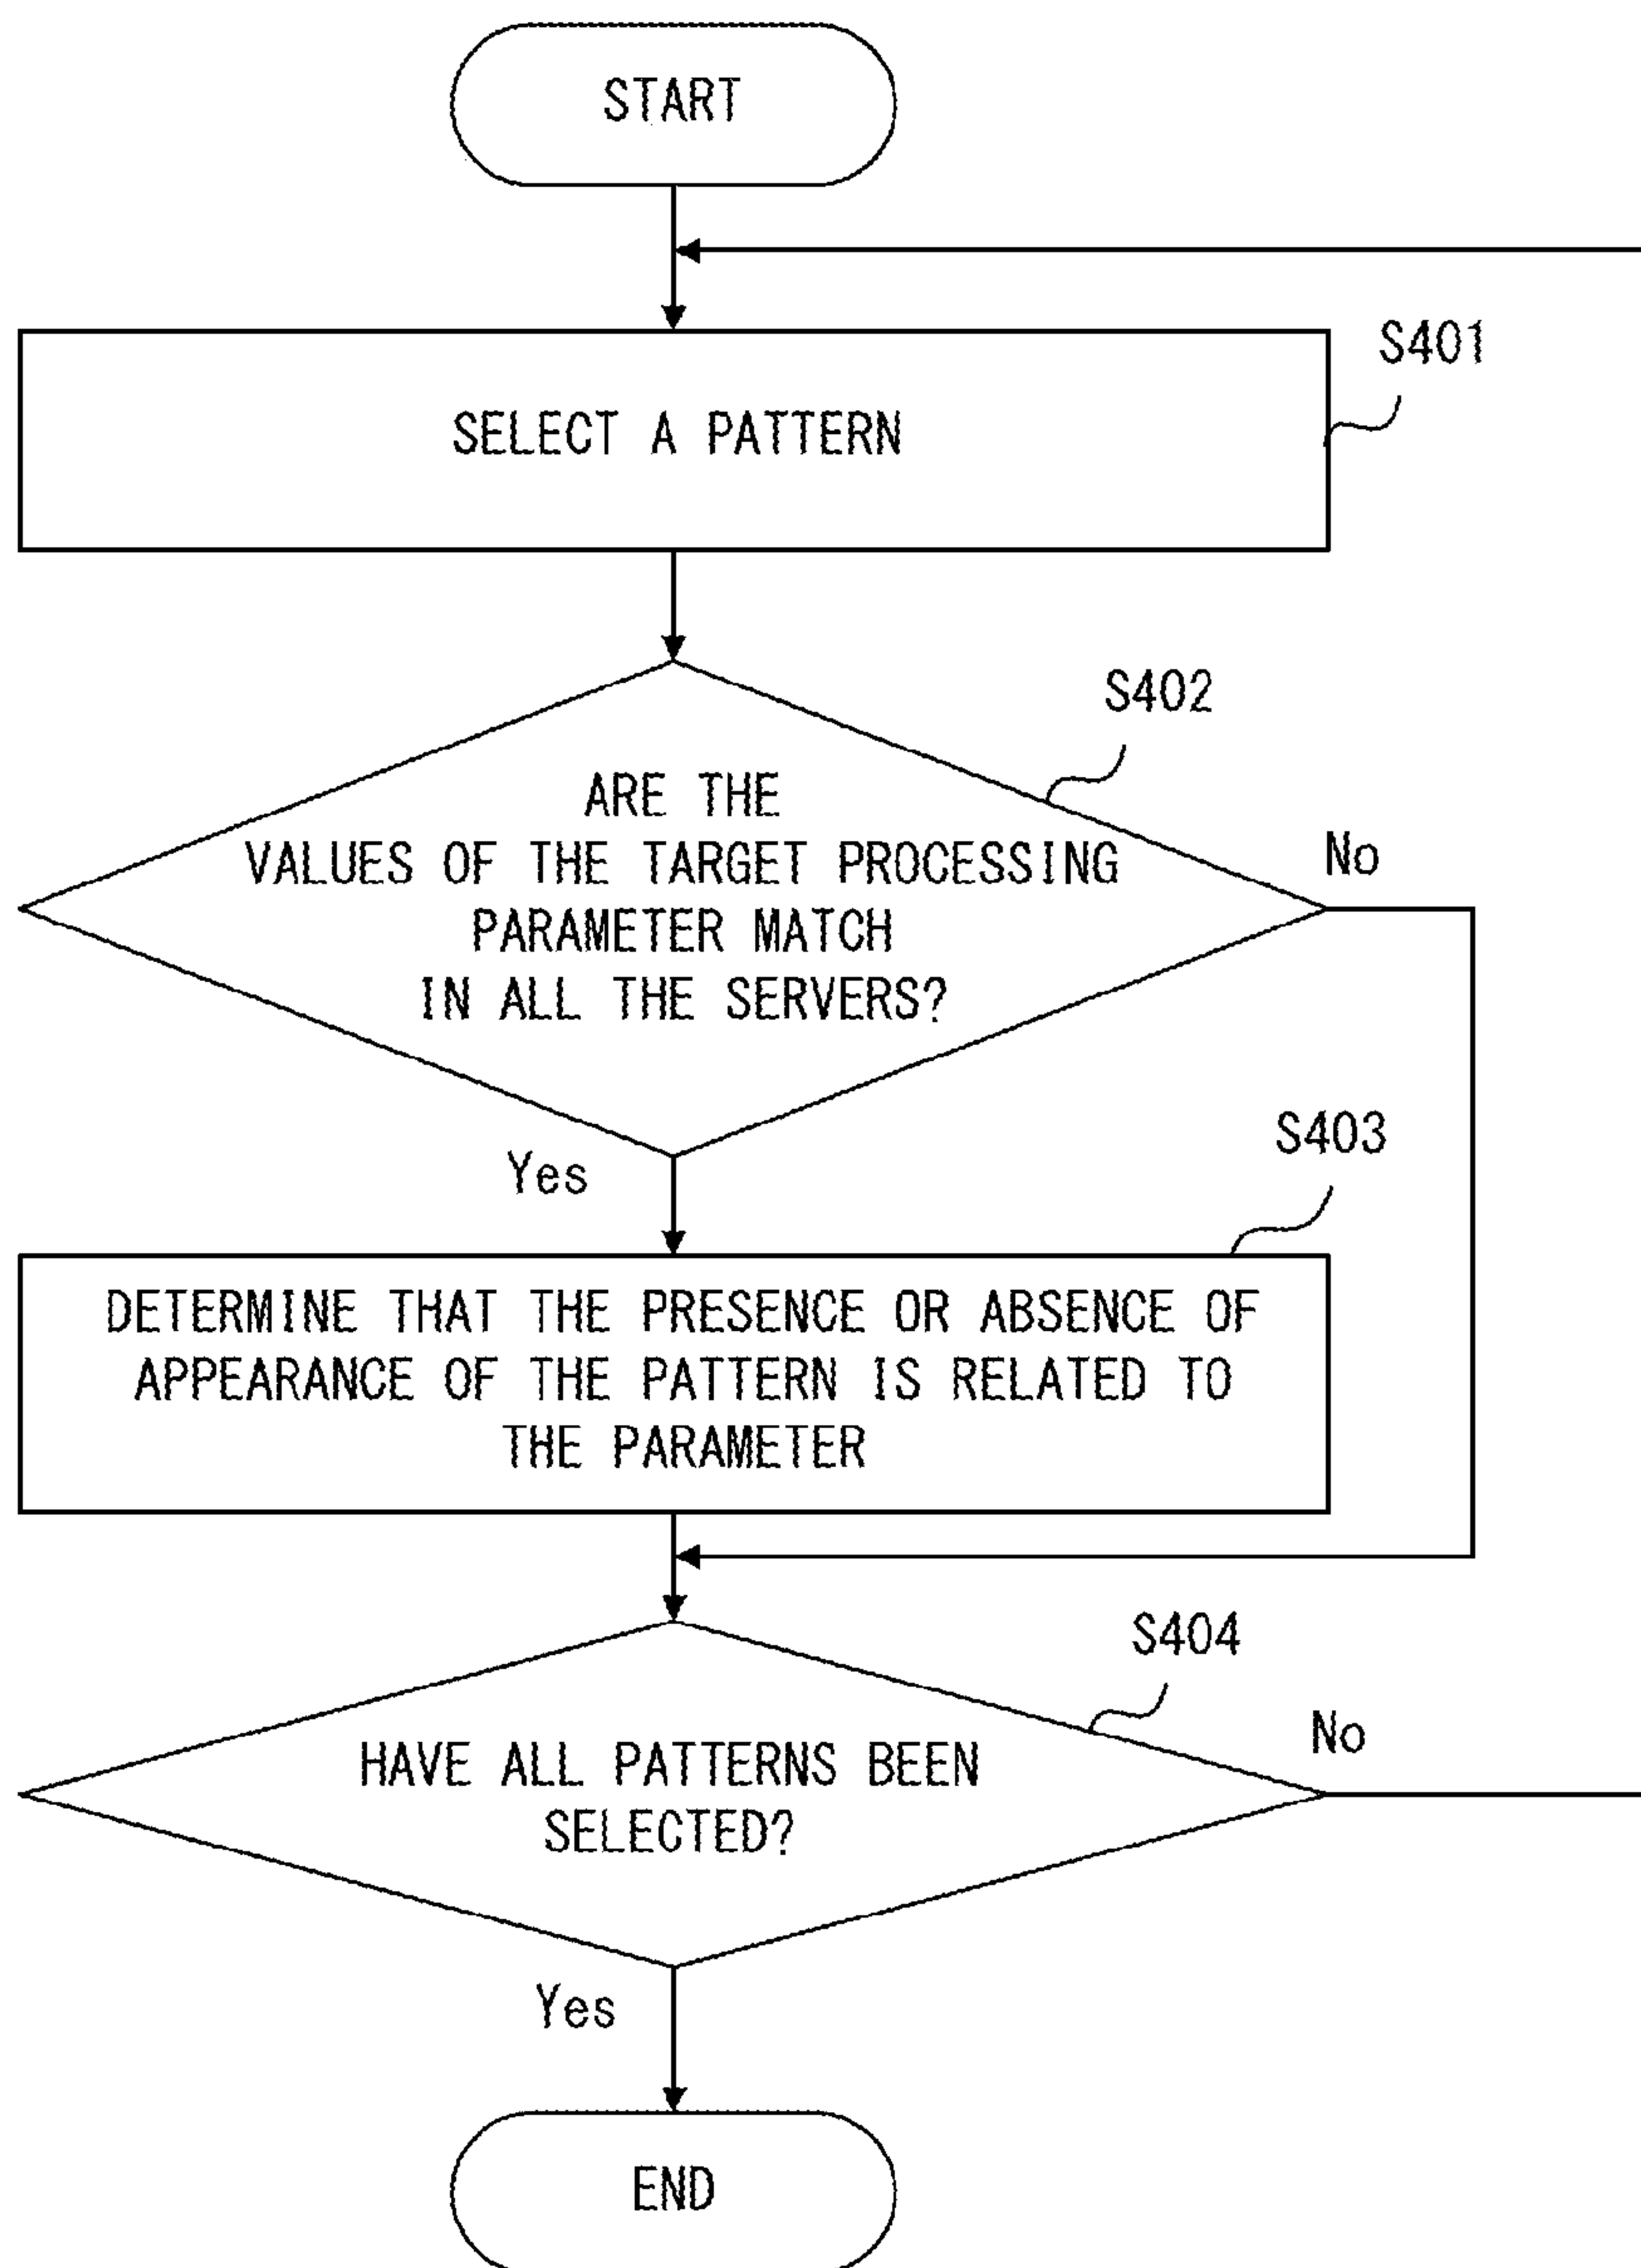 START
S401
SELECT A PATTERN
S402
ARE THE
VALUES OF THE TARGET PROCESSING
PARAMETER MATCH
IN ALL THE SERVERS?
No
Yes
S403
DETERMINE THAT THE PRESENCE OR ABSENCE OF
APPEARANCE OF THE PATTERN IS RELATED TO
THE PARAMETER
S404
HAVE ALL PATTERNS BEEN
SELECTED?
No
Yes
END